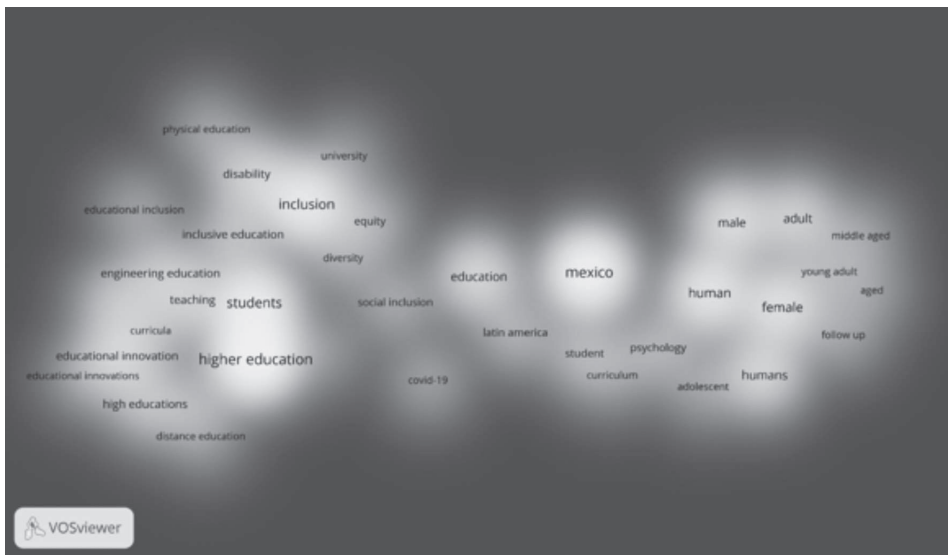 physical education
university
disability
inclusion
educational inclusion
equity
male
adult
inclusive education
middle aged
diversity
engineering education
education
mexico
young adult
human
aged
teaching
students
social inclusion
female
curricula
latin america
follow up
educational innovation
higher education
student
psychology
educational innovations
covid-19
curriculum
humans
adolescent
high educations
distance education
VOSviewer